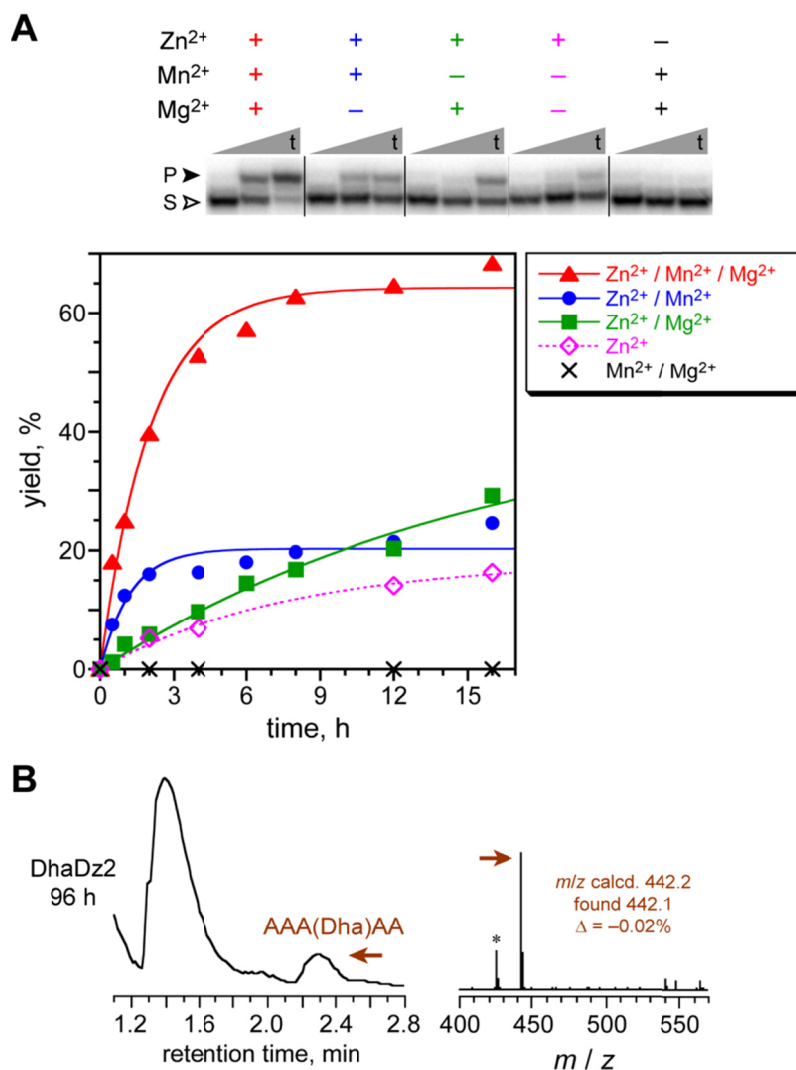 A
Zn2+ + + + + –
Mn2+ + + – – +
Mg2+ + – + – +
t t t t t
P
S
yield, %
60
40
20
0
0 3 6 9 12 15
time, h
Zn2+ / Mn2+ / Mg2+
Zn2+ / Mn2+
Zn2+ / Mg2+
Zn2+
Mn2+ / Mg2+
B
DhaDz2
96 h
AAA(Dha)AA
1.2 1.6 2.0 2.4 2.8
retention time, min
*
m/z calcd. 442.2
found 442.1
Δ = –0.02%
400 450 500 550
m / z